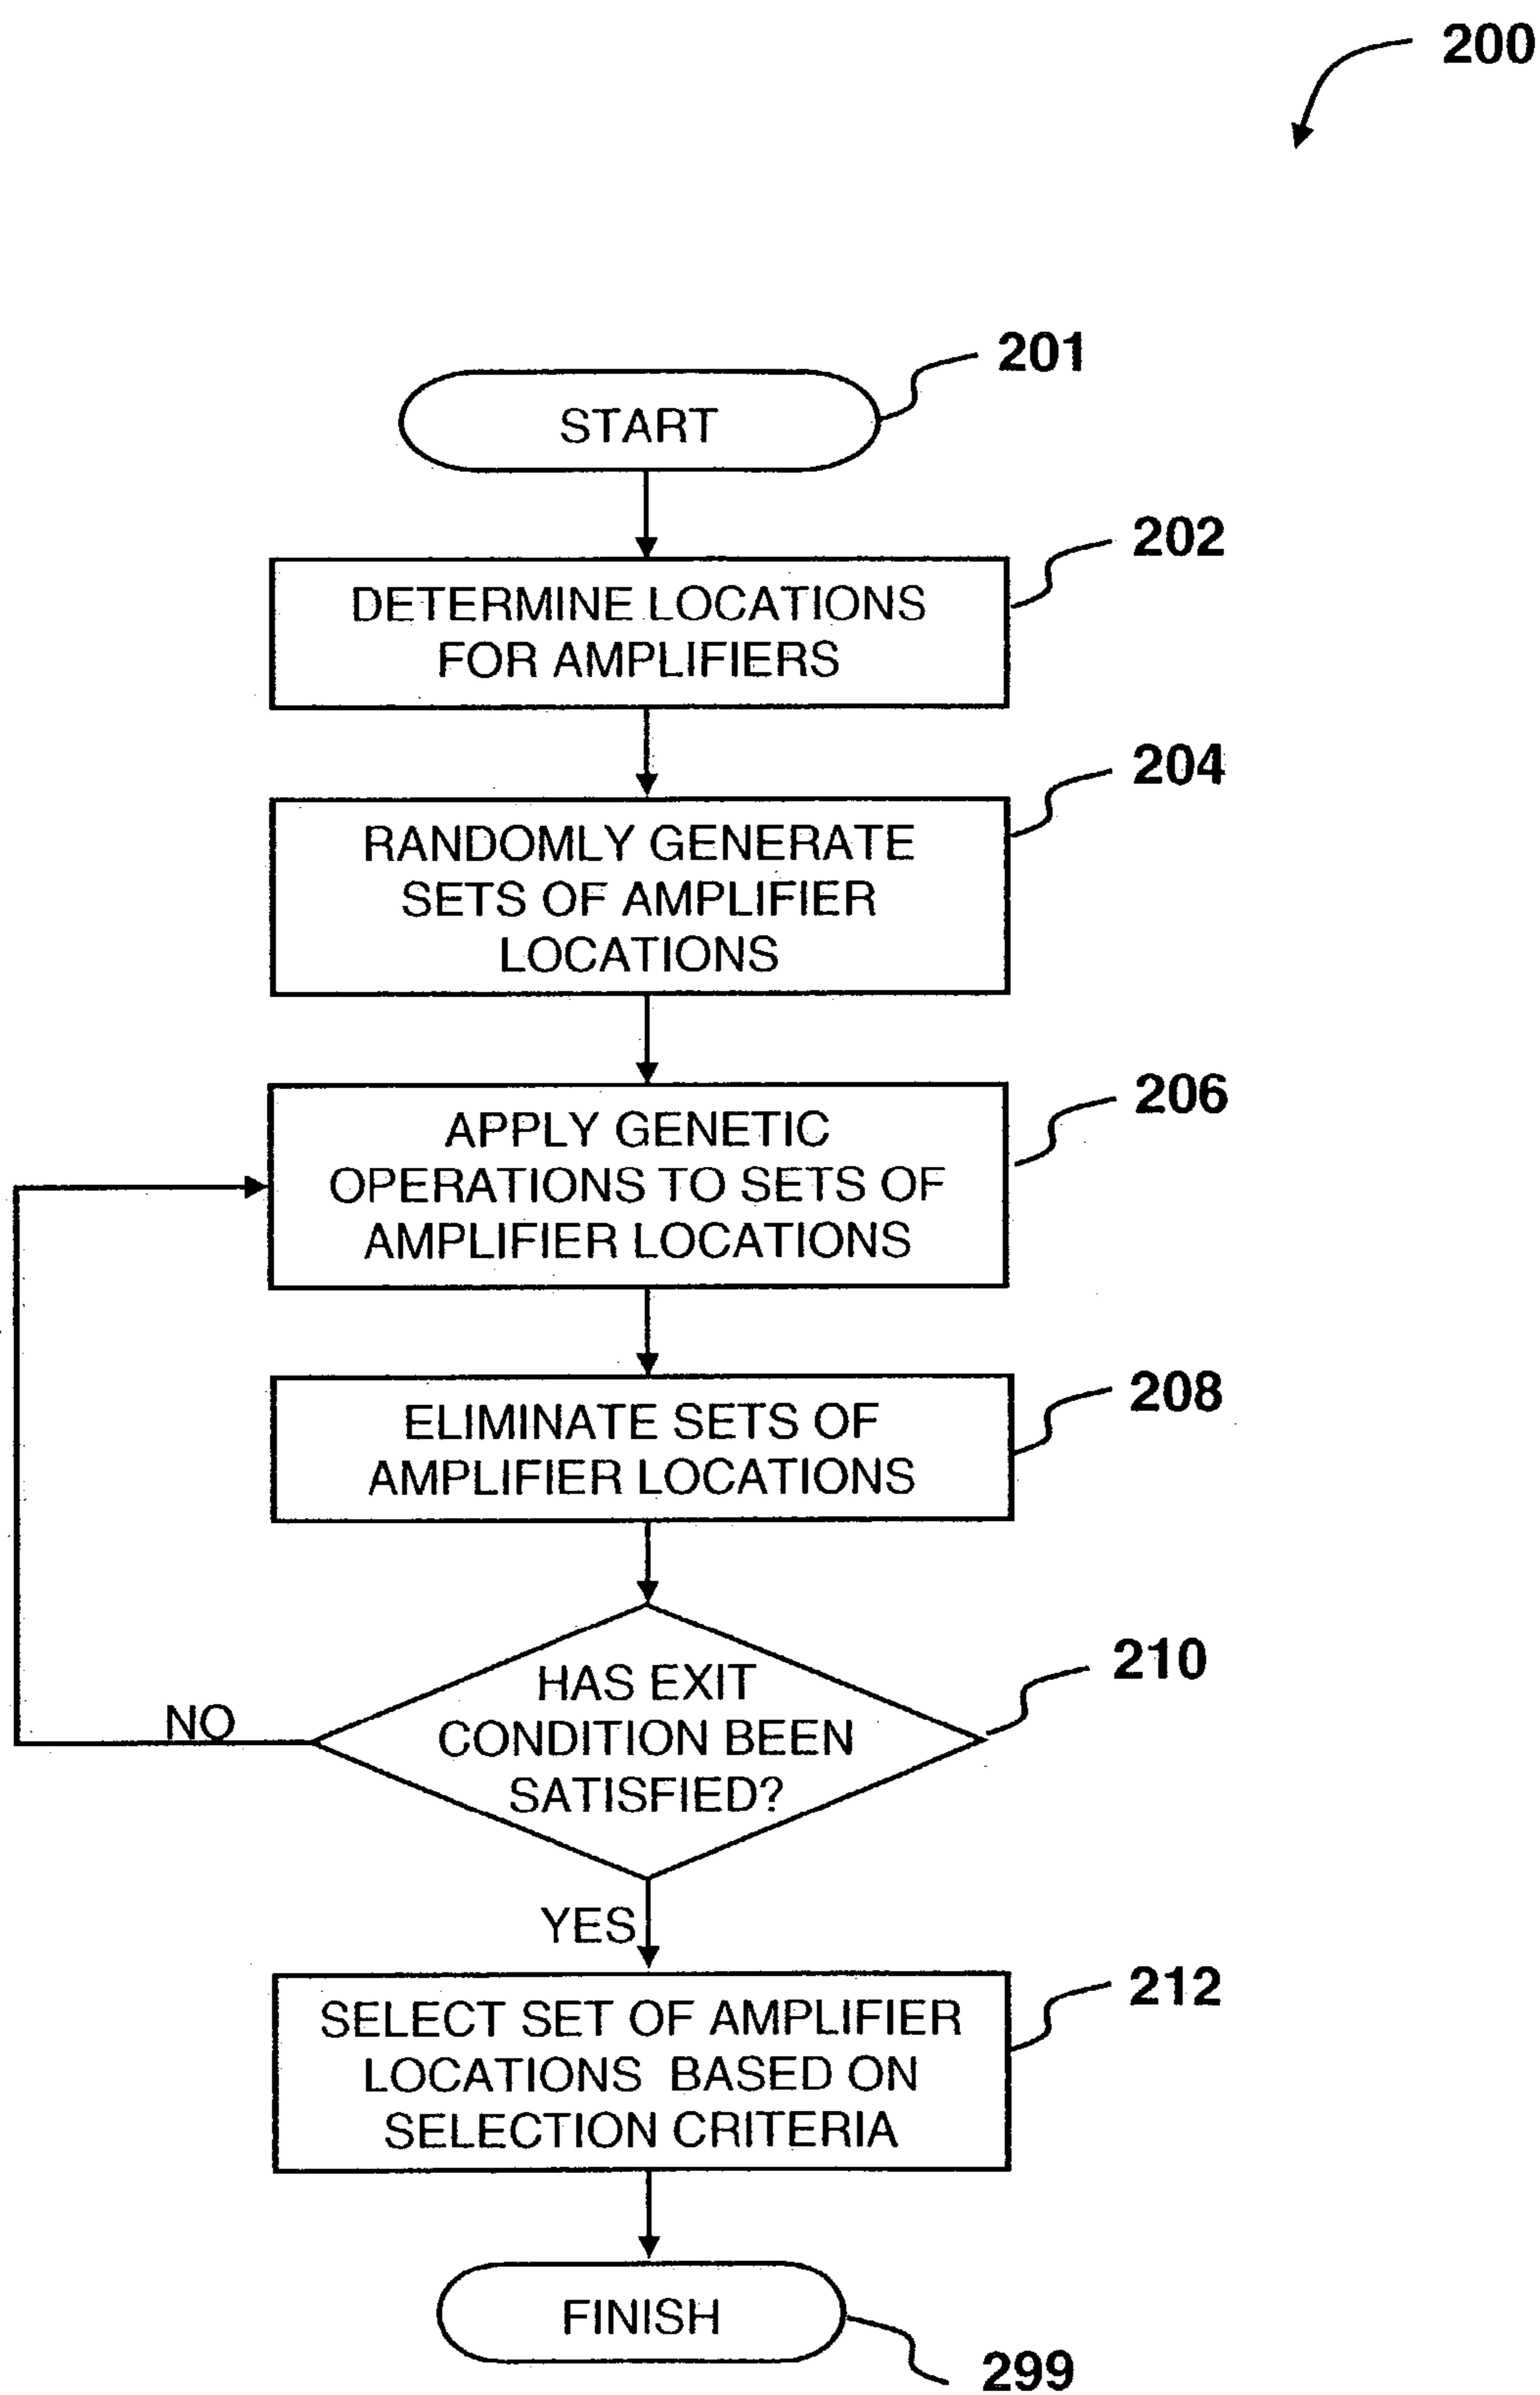 200
START
201
DETERMINE LOCATIONS
FOR AMPLIFIERS
202
RANDOMLY GENERATE
SETS OF AMPLIFIER
LOCATIONS
204
APPLY GENETIC
OPERATIONS TO SETS OF
AMPLIFIER LOCATIONS
206
ELIMINATE SETS OF
AMPLIFIER LOCATIONS
208
HAS EXIT
CONDITION BEEN
SATISFIED?
210
NO
YES
SELECT SET OF AMPLIFIER
LOCATIONS BASED ON
SELECTION CRITERIA
212
FINISH
299